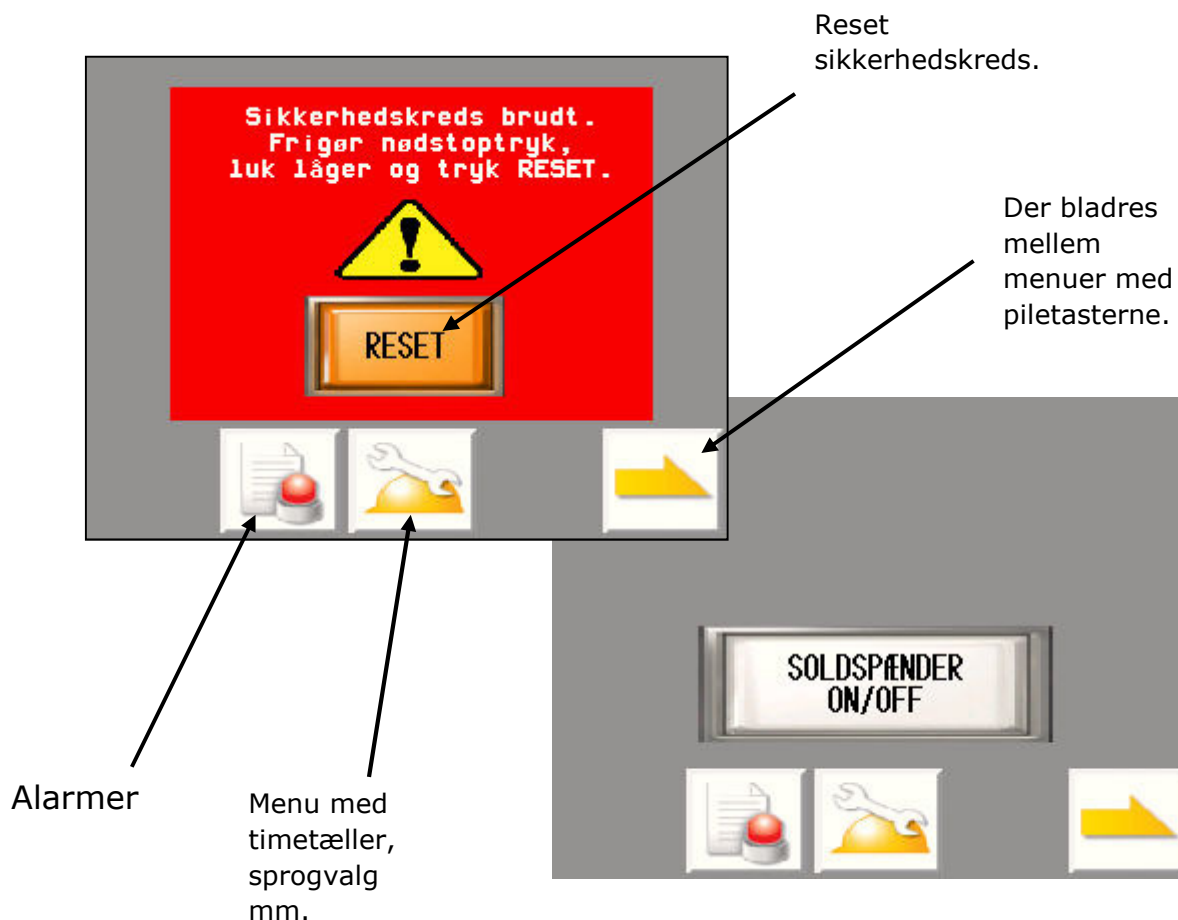 Reset
sikkerhedskreds.
Sikkerhedskreds brudt.
Frigør nødstoptryk,
luk låger og tryk RESET.
RESET
Der bladres
mellem
menuer med
piletasterne.
SOLDSPÆNDER
ON/OFF
Alarmer
Menu med
timetæller,
sprogvalg
mm.